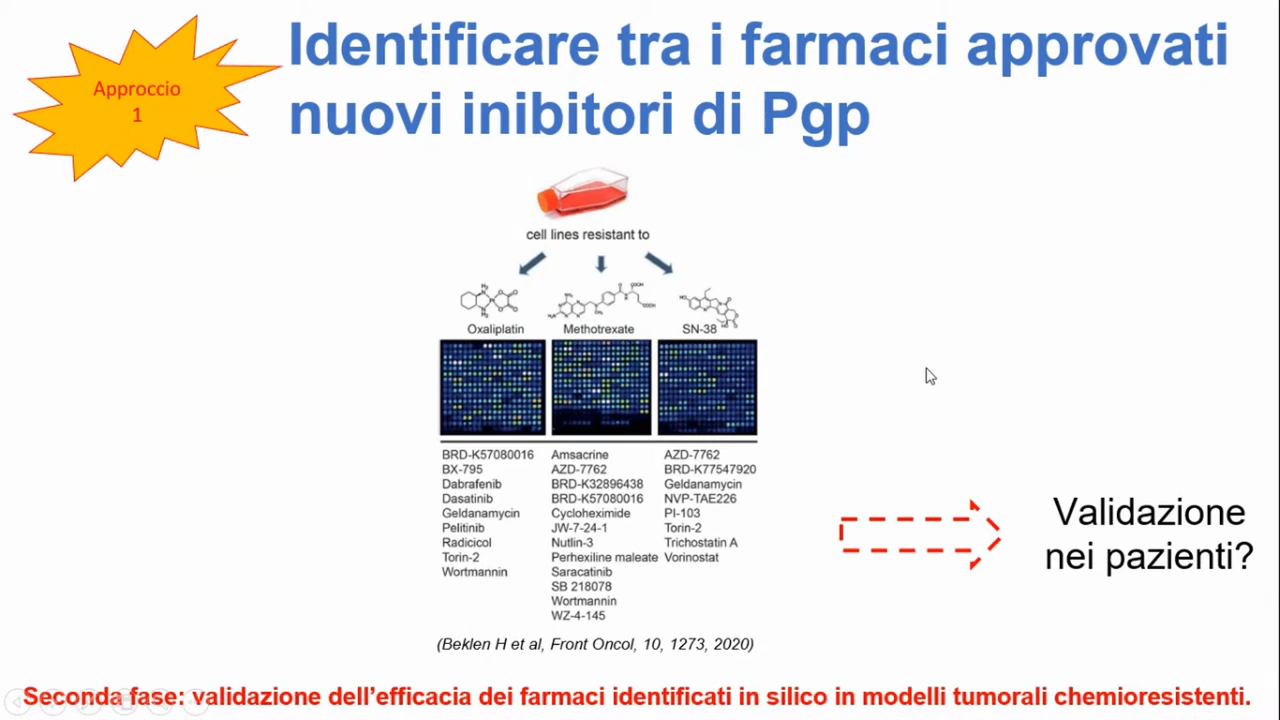 Approccio
1
Identificare tra i farmaci approvati
nuovi inibitori di Pgp
cell lines resistant to
Oxaliplatin
Methotrexate
SN-38
BRD-K57080016
BX-795
Dabrafenib
Dasatinib
Geldanamycin
Pelitinib
Radicicol
Torin-2
Wortmannin
Amsacrine
AZD-7762
BRD-K32896438
BRD-K57080016
Cycloheximide
JW-7-24-1
Nutlin-3
Perhexiline maleate
Saracatinib
SB 218078
Wortmannin
WZ-4-145
AZD-7762
BRD-K77547920
Geldanamycin
NVP-TAE226
PI-103
Torin-2
Trichostatin A
Vorinostat
Validazione
nei pazienti?
(Beklen H et al, Front Oncol, 10, 1273, 2020)
Seconda fase: validazione dell'efficacia dei farmaci identificati in silico in modelli tumorali chemioresistenti.